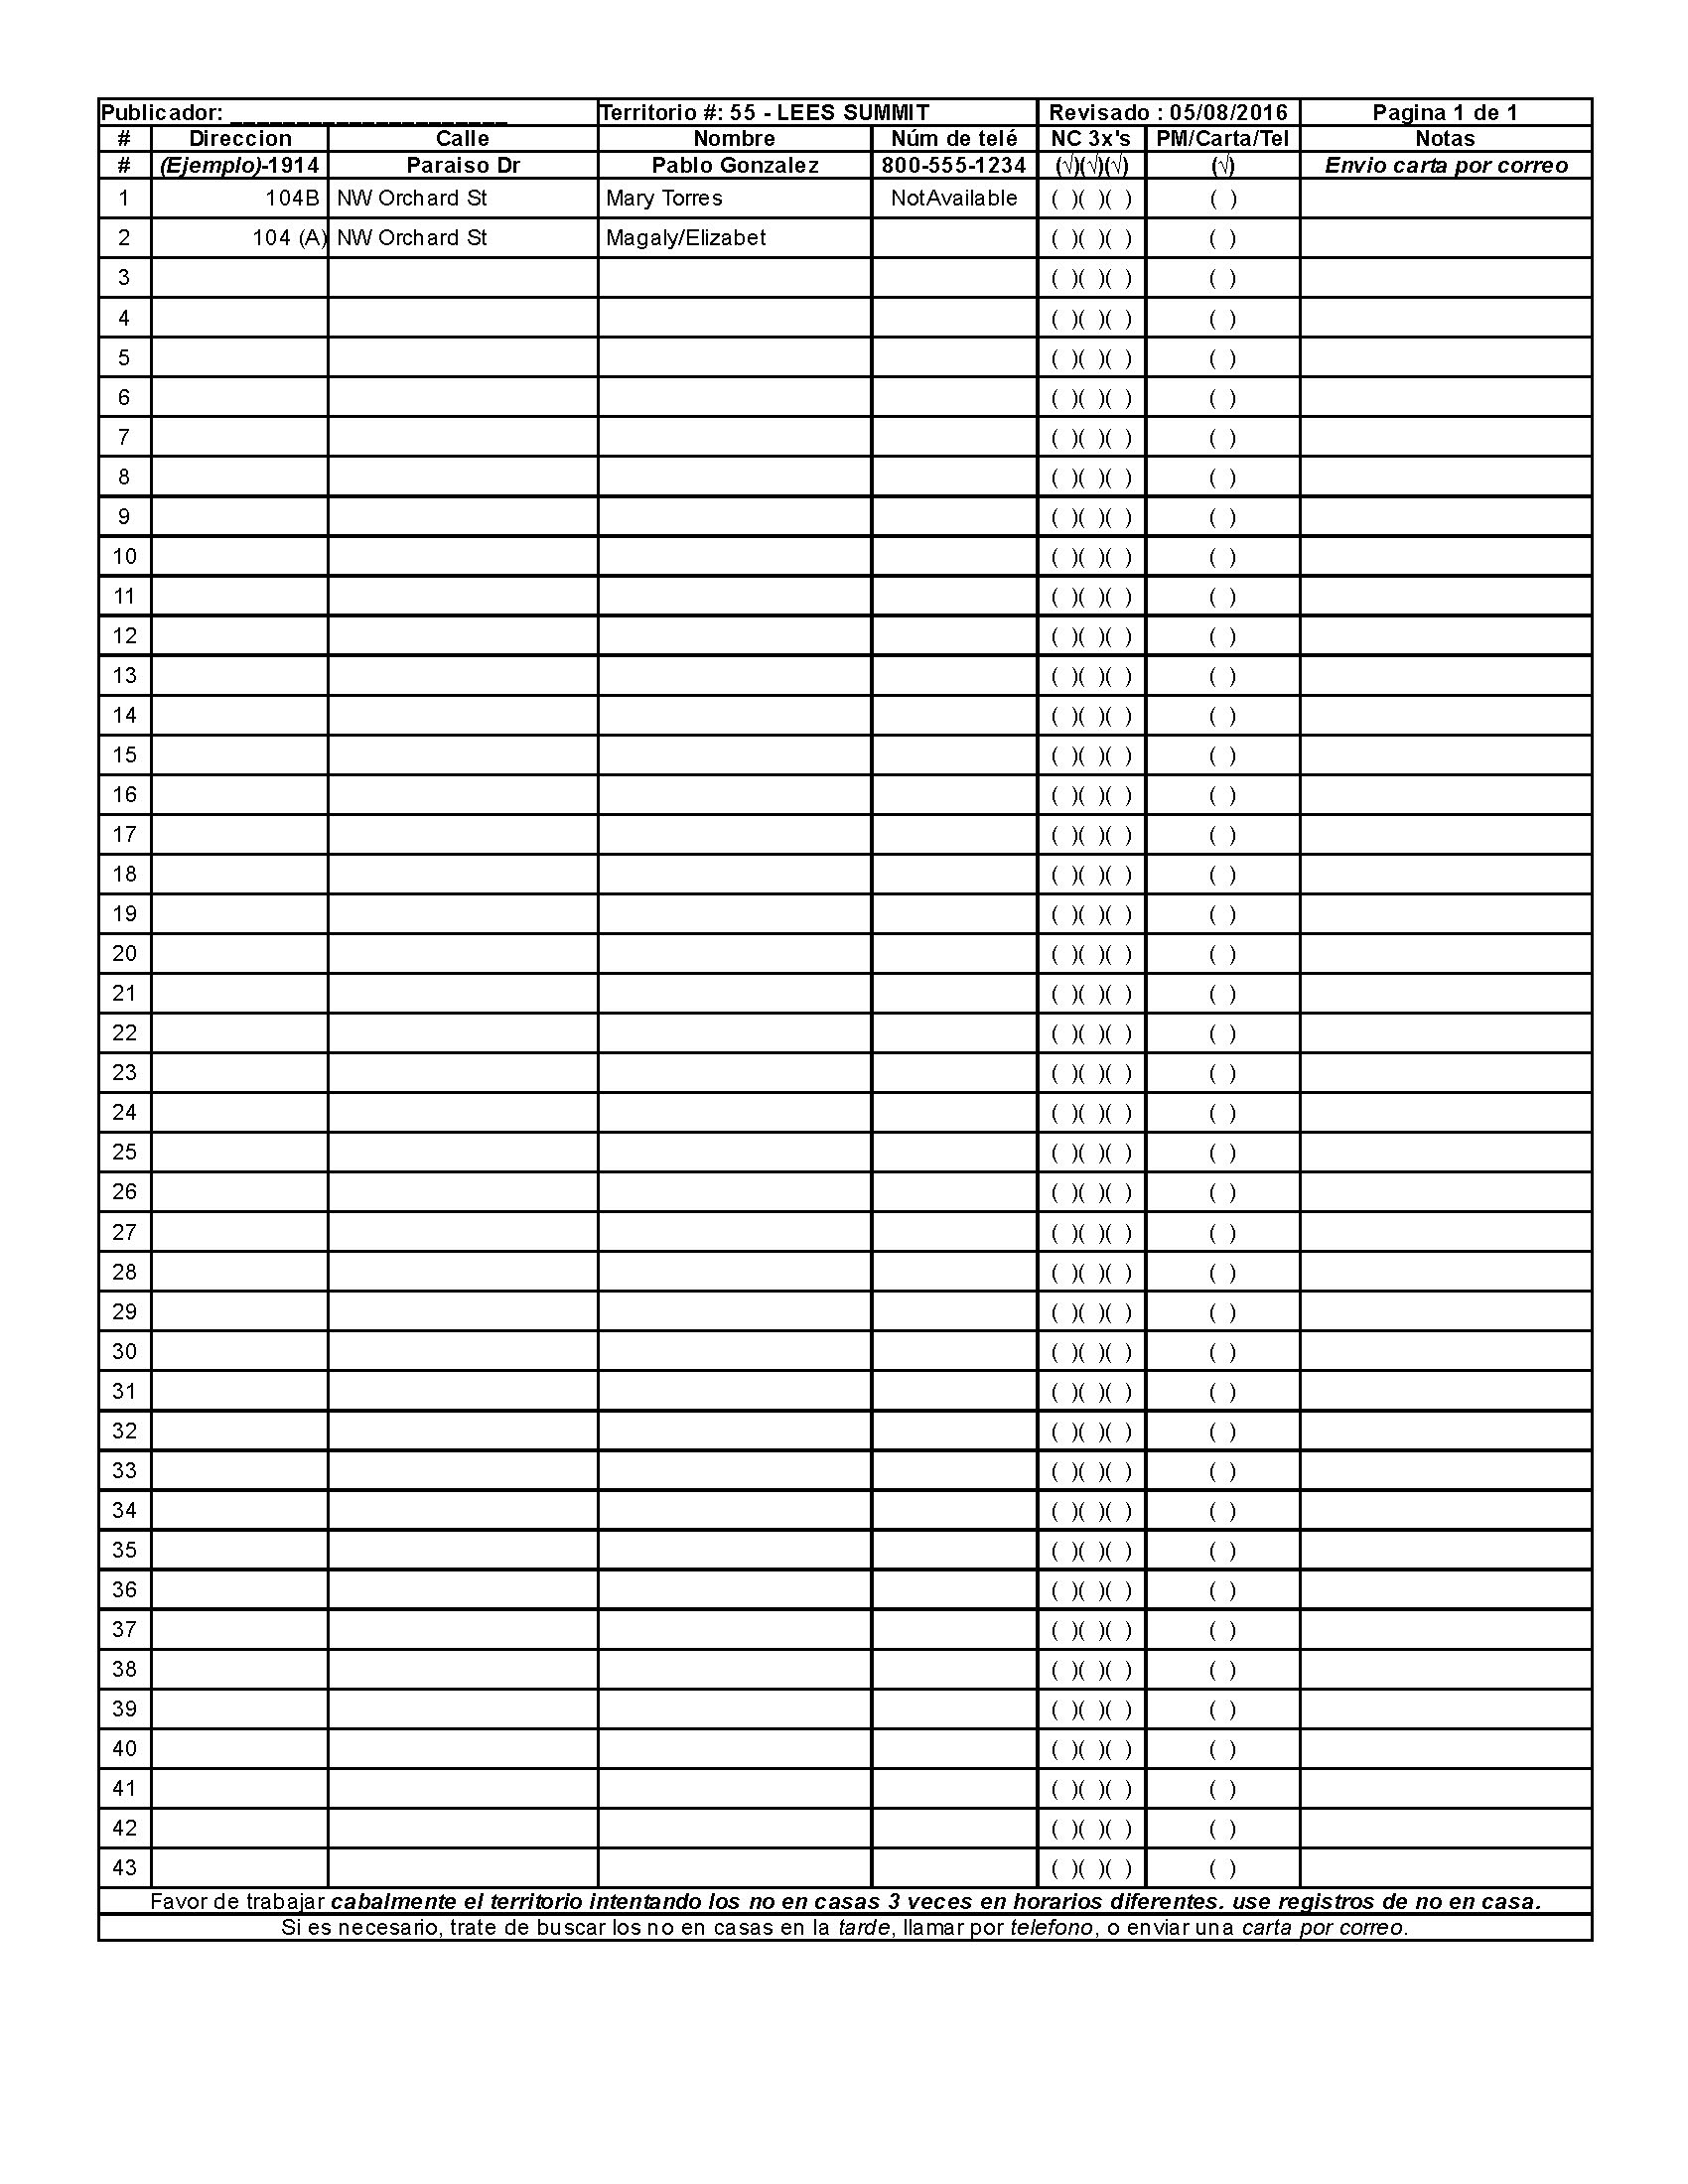 Publicador: _____________________ Territorio #: 55 - LEES SUMMIT Revisado : 05/08/2016 Pagina 1 de 1
# Direccion Calle Nombre Núm de telé NC 3x's PM/Carta/Tel Notas
# (Ejemplo)-1914 Paraiso Dr Pablo Gonzalez 800-555-1234 (√)(√)(√) (√) Envio carta por correo
1 104B NW Orchard St Mary Torres NotAvailable ( )( )( ) ( )
2 104 (A) NW Orchard St Magaly/Elizabet ( )( )( ) ( )
3 ( )( )( ) ( )
4 ( )( )( ) ( )
5 ( )( )( ) ( )
6 ( )( )( ) ( )
7 ( )( )( ) ( )
8 ( )( )( ) ( )
9 ( )( )( ) ( )
10 ( )( )( ) ( )
11 ( )( )( ) ( )
12 ( )( )( ) ( )
13 ( )( )( ) ( )
14 ( )( )( ) ( )
15 ( )( )( ) ( )
16 ( )( )( ) ( )
17 ( )( )( ) ( )
18 ( )( )( ) ( )
19 ( )( )( ) ( )
20 ( )( )( ) ( )
21 ( )( )( ) ( )
22 ( )( )( ) ( )
23 ( )( )( ) ( )
24 ( )( )( ) ( )
25 ( )( )( ) ( )
26 ( )( )( ) ( )
27 ( )( )( ) ( )
28 ( )( )( ) ( )
29 ( )( )( ) ( )
30 ( )( )( ) ( )
31 ( )( )( ) ( )
32 ( )( )( ) ( )
33 ( )( )( ) ( )
34 ( )( )( ) ( )
35 ( )( )( ) ( )
36 ( )( )( ) ( )
37 ( )( )( ) ( )
38 ( )( )( ) ( )
39 ( )( )( ) ( )
40 ( )( )( ) ( )
41 ( )( )( ) ( )
42 ( )( )( ) ( )
43 ( )( )( ) ( )
Favor de trabajar cabalmente el territorio intentando los no en casas 3 veces en horarios diferentes. use registros de no en casa.
Si es necesario, trate de buscar los no en casas en la tarde, llamar por telefono, o enviar una carta por correo.